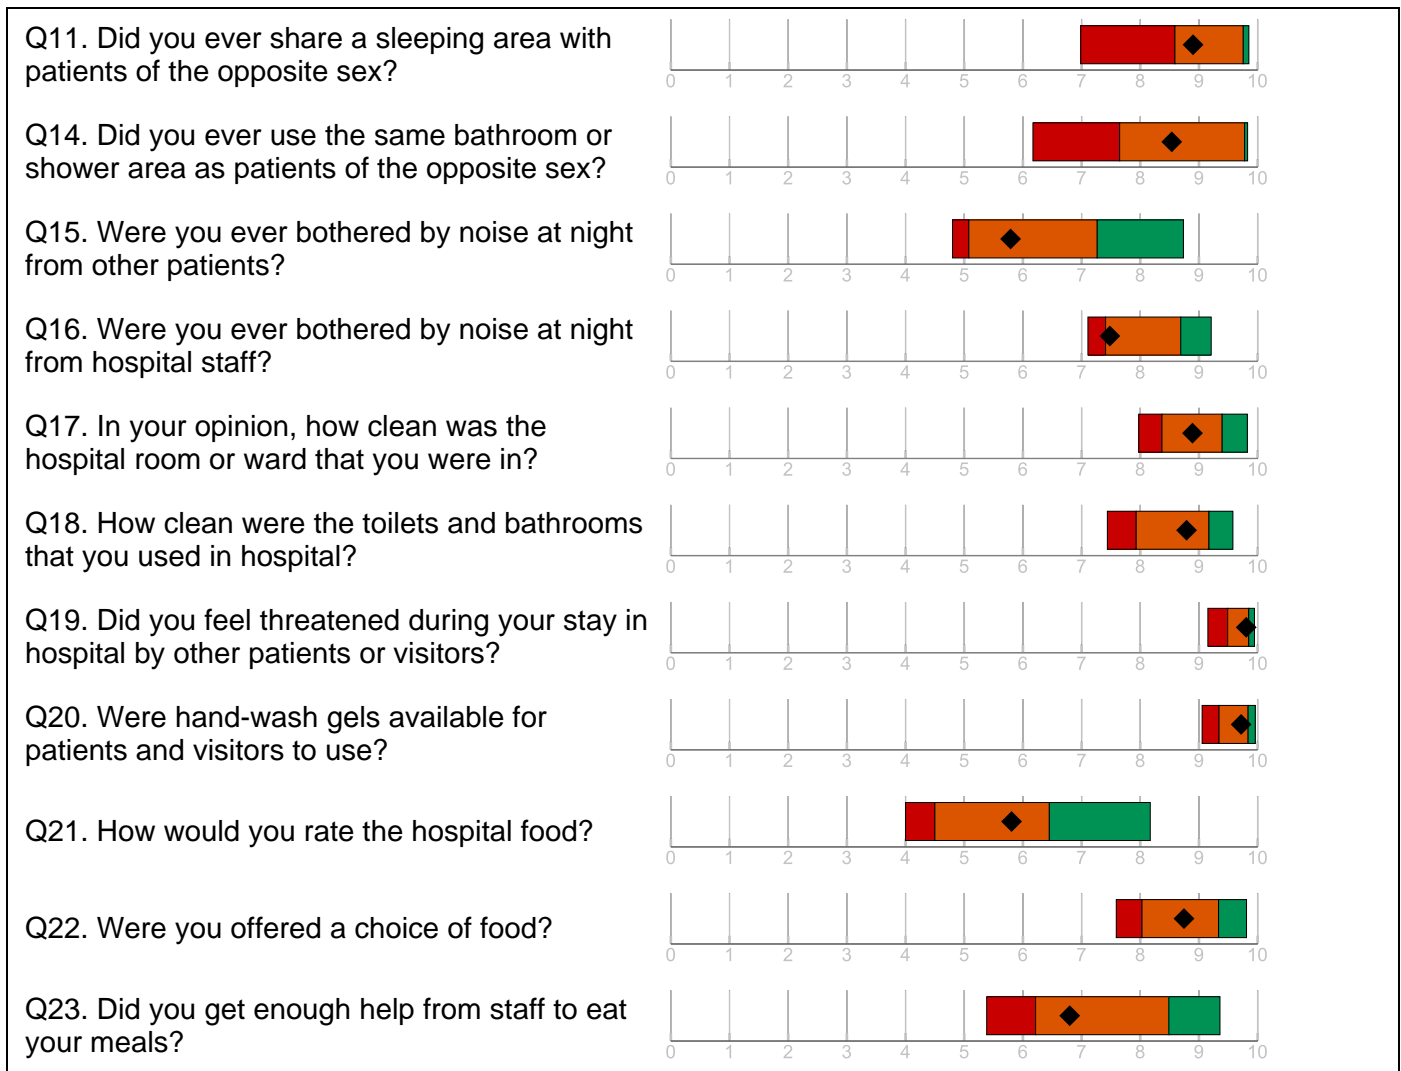 Q11. Did you ever share a sleeping area with
patients of the opposite sex?
0 1 2 3 4 5 6 7 8 9 10
Q14. Did you ever use the same bathroom or
shower area as patients of the opposite sex?
0 1 2 3 4 5 6 7 8 9 10
Q15. Were you ever bothered by noise at night
from other patients?
0 1 2 3 4 5 6 7 8 9 10
Q16. Were you ever bothered by noise at night
from hospital staff?
0 1 2 3 4 5 6 7 8 9 10
Q17. In your opinion, how clean was the
hospital room or ward that you were in?
0 1 2 3 4 5 6 7 8 9 10
Q18. How clean were the toilets and bathrooms
that you used in hospital?
0 1 2 3 4 5 6 7 8 9 10
Q19. Did you feel threatened during your stay in
hospital by other patients or visitors?
0 1 2 3 4 5 6 7 8 9 10
Q20. Were hand-wash gels available for
patients and visitors to use?
0 1 2 3 4 5 6 7 8 9 10
Q21. How would you rate the hospital food?
0 1 2 3 4 5 6 7 8 9 10
Q22. Were you offered a choice of food?
0 1 2 3 4 5 6 7 8 9 10
Q23. Did you get enough help from staff to eat
your meals?
0 1 2 3 4 5 6 7 8 9 10